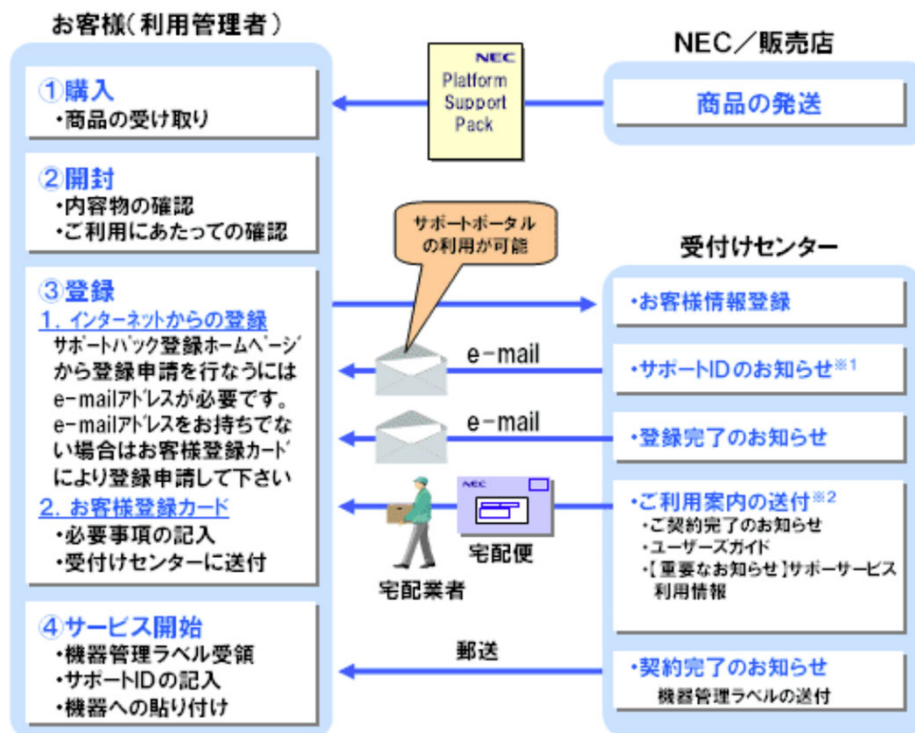 お客様(利用管理者)
①購入
・商品の受け取り
②開封
・内容物の確認
・ご利用にあたっての確認
③登録
1. インターネットからの登録
サポートパック登録ホームページ
から登録申請を行なうには
e-mailアドレスが必要です。
e-mailアドレスをお持ちでな
い場合はお客様登録カード
により登録申請して下さい
2. お客様登録カード
・必要事項の記入
・受付けセンターに送付
④サービス開始
・機器管理ラベル受領
・サポートIDの記入
・機器への貼り付け
NEC
Platform
Support
Pack
サポートポータル
の利用が可能
e-mail
e-mail
NEC
宅配業者
宅配便
郵送
NEC/販売店
商品の発送
受付けセンター
・お客様情報登録
・サポートIDのお知らせ※1
・登録完了のお知らせ
・ご利用案内の送付※2
・ご契約完了のお知らせ
・ユーザーズガイド
・【重要なお知らせ】サポーサービス
利用情報
・契約完了のお知らせ
機器管理ラベルの送付